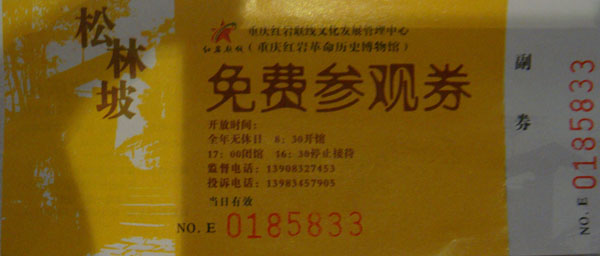 松林坡
红岩联线
重庆红岩联线文化发展管理中心
（重庆红岩革命历史博物馆）
免费参观券
开放时间：
全年无休日 8：30开馆
17：00闭馆 16：30停止接待
监督电话：13908327453
投诉电话：13983457905
当日有效
NO. E 0185833
副券
NO. E 0185833